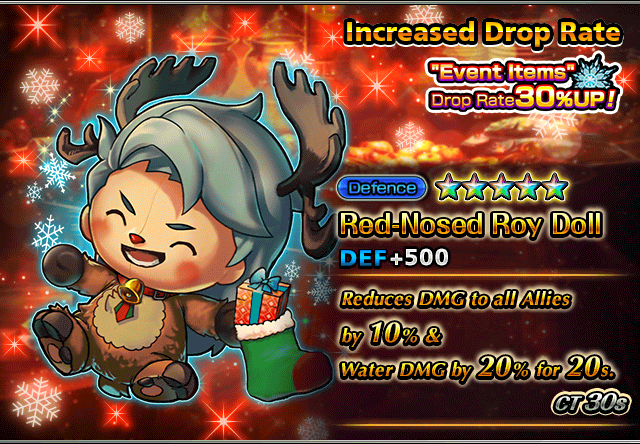 Increased Drop Rate
"Event Items"
Drop Rate 30%UP!
Defence
Red-Nosed Roy Doll
DEF+500
Reduces DMG to all Allies
by 10% &
Water DMG by 20% for 20s.
CT 30s